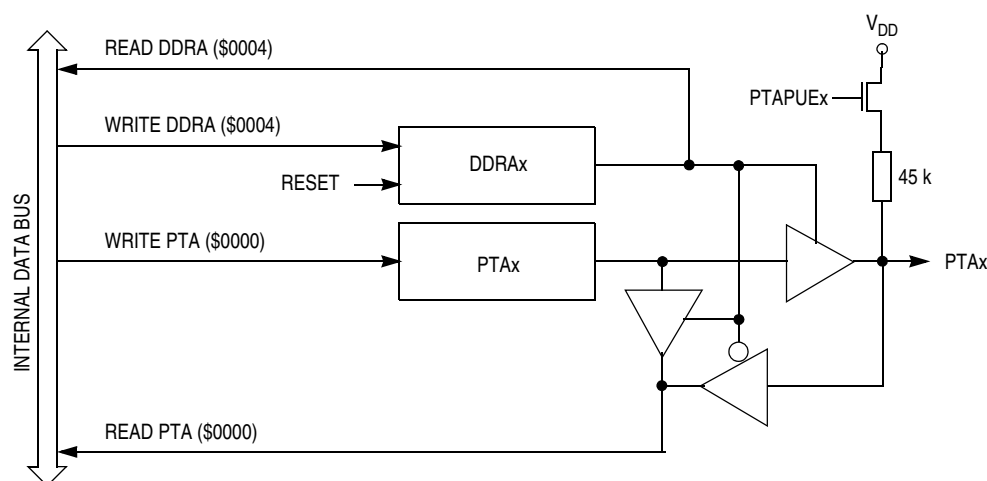 READ DDRA ($0004)
V_DD
PTAPUEx
WRITE DDRA ($0004)
DDRAx
RESET
45 k
INTERNAL DATA BUS
WRITE PTA ($0000)
PTAx
PTAx
READ PTA ($0000)